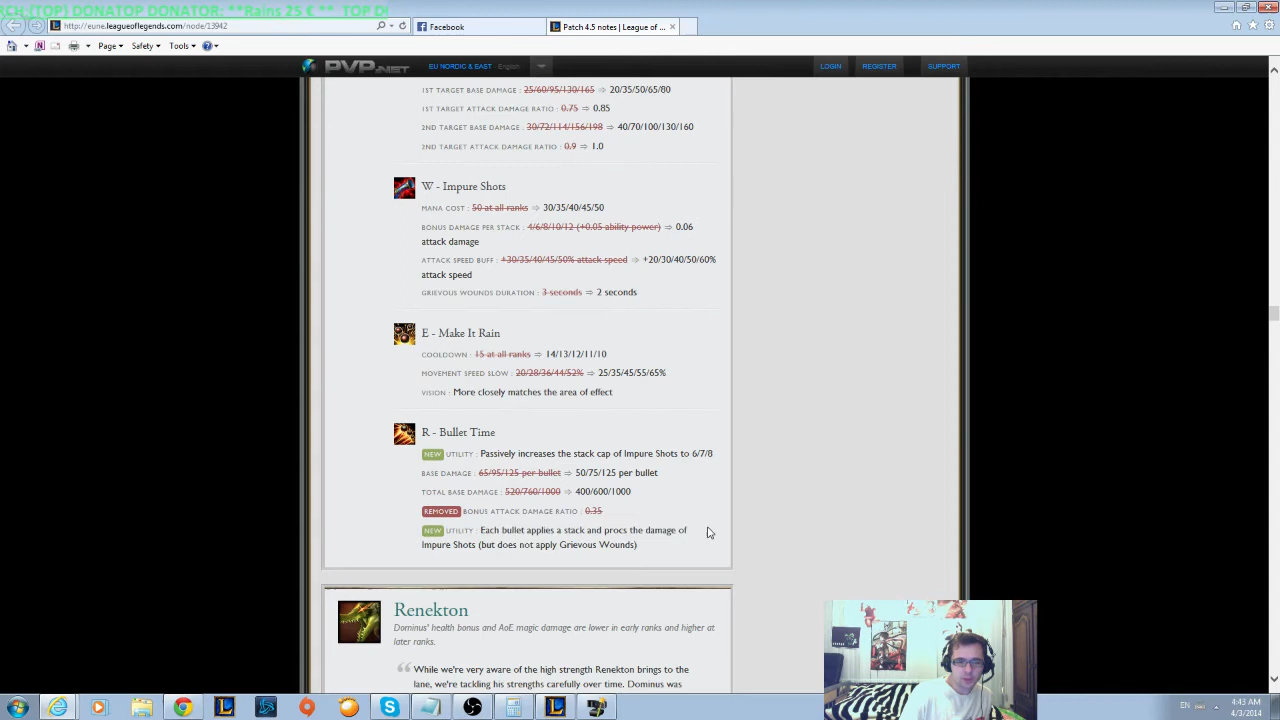 RCH (TOP) DONATOP DONATOR: **Rains 25 € ** TOP D
http://eune.leagueoflegends.com/node/13942
Facebook
Patch 4.5 notes | League of ...
Page
Safety
Tools
PVP.NET
EU NORDIC & EAST - English
LOGIN
REGISTER
SUPPORT
1ST TARGET BASE DAMAGE : 25/60/95/130/165 ⇒ 20/35/50/65/80
1ST TARGET ATTACK DAMAGE RATIO : 0.75 ⇒ 0.85
2ND TARGET BASE DAMAGE : 30/72/114/156/198 ⇒ 40/70/100/130/160
2ND TARGET ATTACK DAMAGE RATIO : 0.9 ⇒ 1.0
W - Impure Shots
MANA COST : 50 at all ranks ⇒ 30/35/40/45/50
BONUS DAMAGE PER STACK : 4/6/8/10/12 (+0.05 ability power) ⇒ 0.06
attack damage
ATTACK SPEED BUFF : +30/35/40/45/50% attack speed ⇒ +20/30/40/50/60%
attack speed
GRIEVOUS WOUNDS DURATION : 3 seconds ⇒ 2 seconds
E - Make It Rain
COOLDOWN : 15 at all ranks ⇒ 14/13/12/11/10
MOVEMENT SPEED SLOW : 20/28/36/44/52% ⇒ 25/35/45/55/65%
VISION : More closely matches the area of effect
R - Bullet Time
NEW UTILITY : Passively increases the stack cap of Impure Shots to 6/7/8
BASE DAMAGE : 65/95/125 per bullet ⇒ 50/75/125 per bullet
TOTAL BASE DAMAGE : 520/760/1000 ⇒ 400/600/1000
REMOVED BONUS ATTACK DAMAGE RATIO : 0.35
NEW UTILITY : Each bullet applies a stack and procs the damage of
Impure Shots (but does not apply Grievous Wounds)
Renekton
Dominus' health bonus and AoE magic damage are lower in early ranks and higher at
later ranks.
While we're very aware of the high strength Renekton brings to the
lane, we're tackling his strengths carefully over time. Dominus was
EN
4:43 AM
4/3/2014